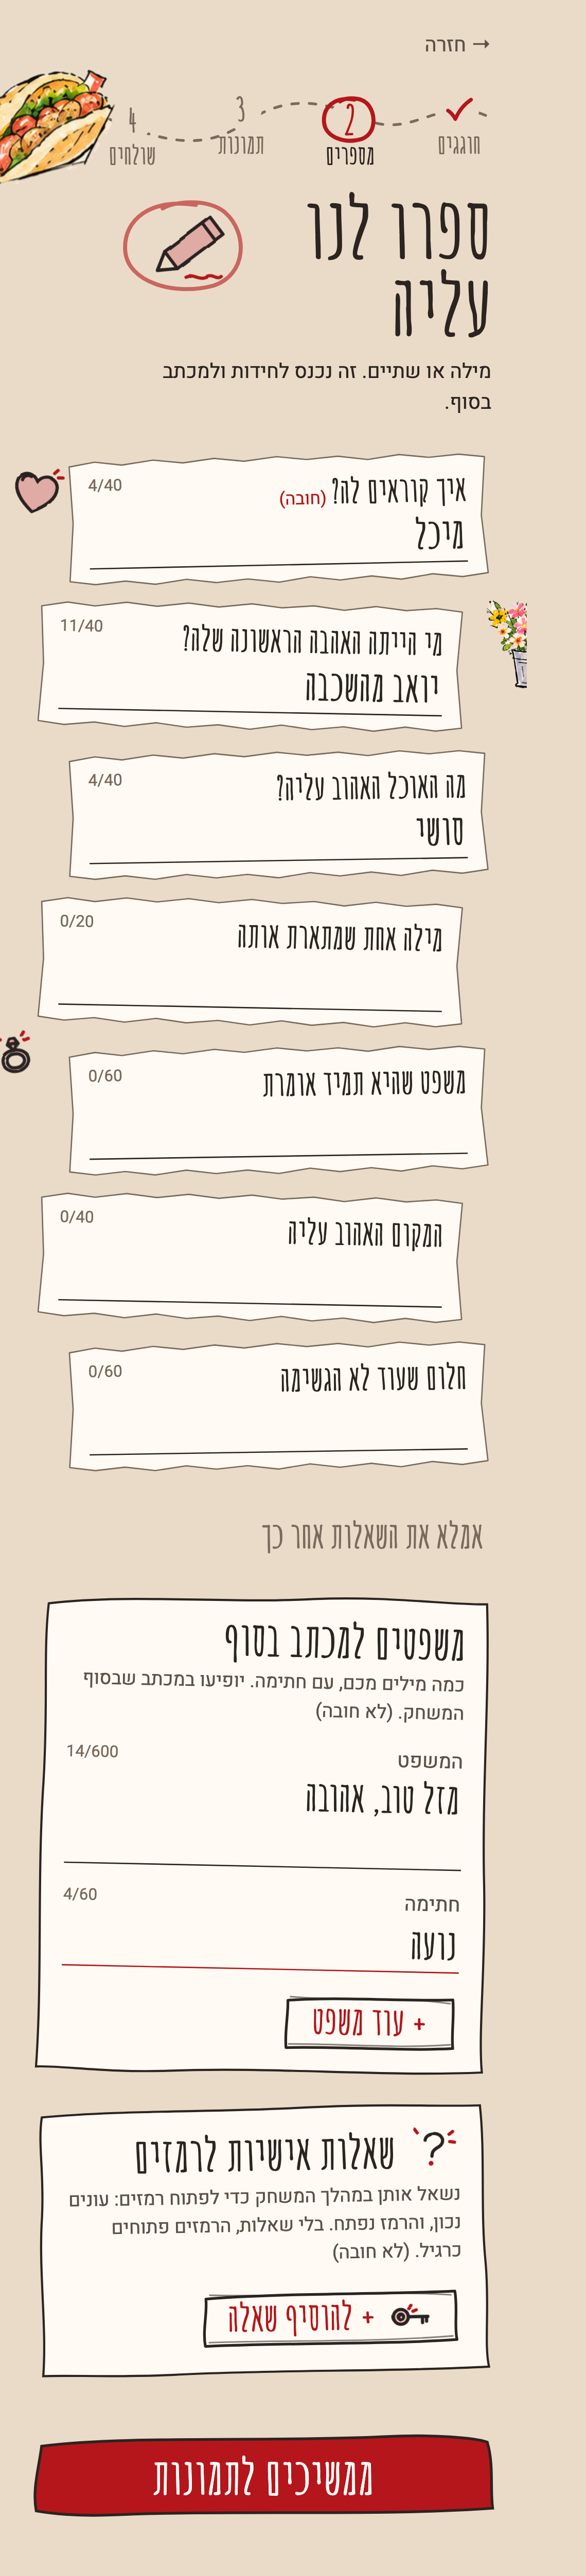 → חזרה
חוגגים
2
מספרים
3
תמונות
4
שולחים
ספרו לנו
עליה
מילה או שתיים. זה נכנס לחידות ולמכתב
בסוף.
איך קוראים לה? (חובה)
4/40
מיכל
מי הייתה האהבה הראשונה שלה?
11/40
יואב מהשכבה
מה האוכל האהוב עליה?
4/40
סושי
מילה אחת שמתארת אותה
0/20
משפט שהיא תמיד אומרת
0/60
המקום האהוב עליה
0/40
חלום שעוד לא הגשימה
0/60
אמלא את השאלות אחר כך
משפטים למכתב בסוף
כמה מילים מכם, עם חתימה. יופיעו במכתב שבסוף
המשחק. (לא חובה)
המשפט
14/600
מזל טוב, אהובה
חתימה
4/60
נועה
+ עוד משפט
? שאלות אישיות לרמזים
נשאל אותן במהלך המשחק כדי לפתוח רמזים: עונים
נכון, והרמז נפתח. בלי שאלות, הרמזים פתוחים
כרגיל. (לא חובה)
+ להוסיף שאלה
ממשיכים לתמונות